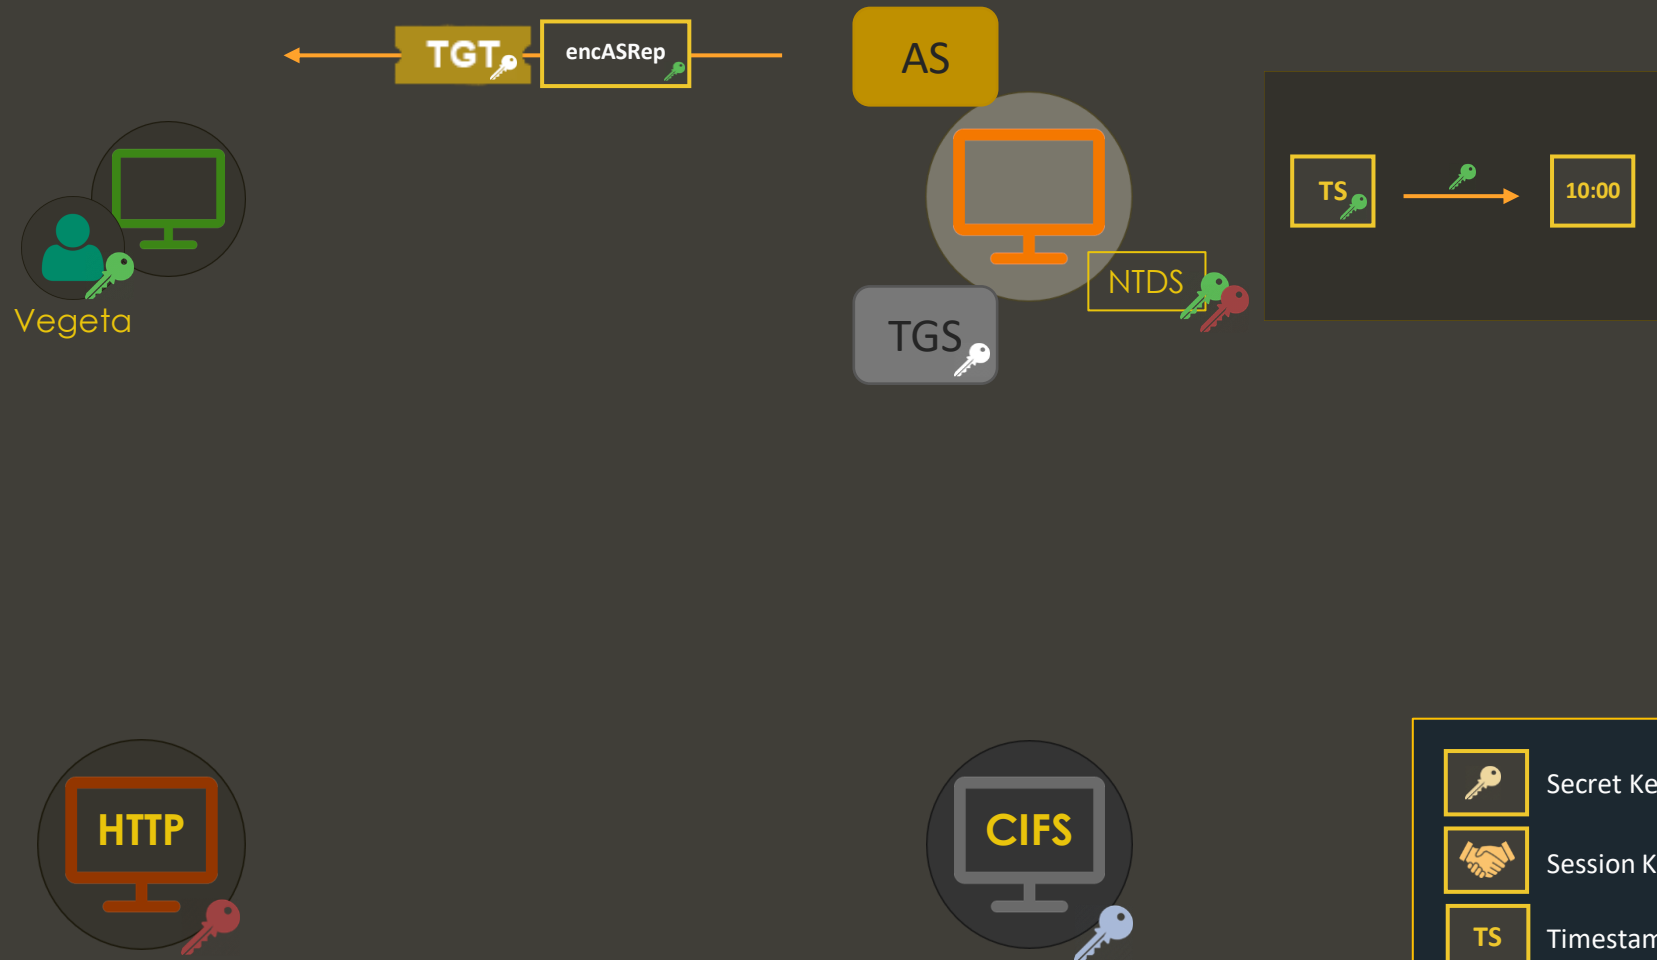 TGT
encASRep
AS
TS
10:00
NTDS
TGS
Vegeta
HTTP
CIFS
Secret Ke
Session K
TS
Timestam